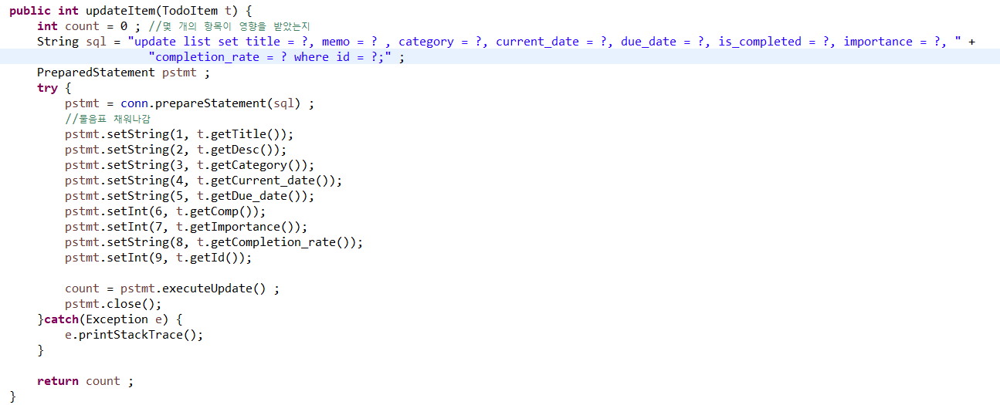 public int updateItem(TodoItem t) {
int count = 0 ; //몇 개의 항목이 영향을 받았는지
String sql = "update list set title = ?, memo = ? , category = ?, current_date = ?, due_date = ?, is_completed = ?, importance = ?, " +
"completion_rate = ? where id = ?;" ;
PreparedStatement pstmt ;
try {
pstmt = conn.prepareStatement(sql) ;
//물음표 채워나감
pstmt.setString(1, t.getTitle());
pstmt.setString(2, t.getDesc());
pstmt.setString(3, t.getCategory());
pstmt.setString(4, t.getCurrent_date());
pstmt.setString(5, t.getDue_date());
pstmt.setInt(6, t.getComp());
pstmt.setInt(7, t.getImportance());
pstmt.setString(8, t.getCompletion_rate());
pstmt.setInt(9, t.getId());
count = pstmt.executeUpdate() ;
pstmt.close();
}catch(Exception e) {
e.printStackTrace();
}
return count ;
}